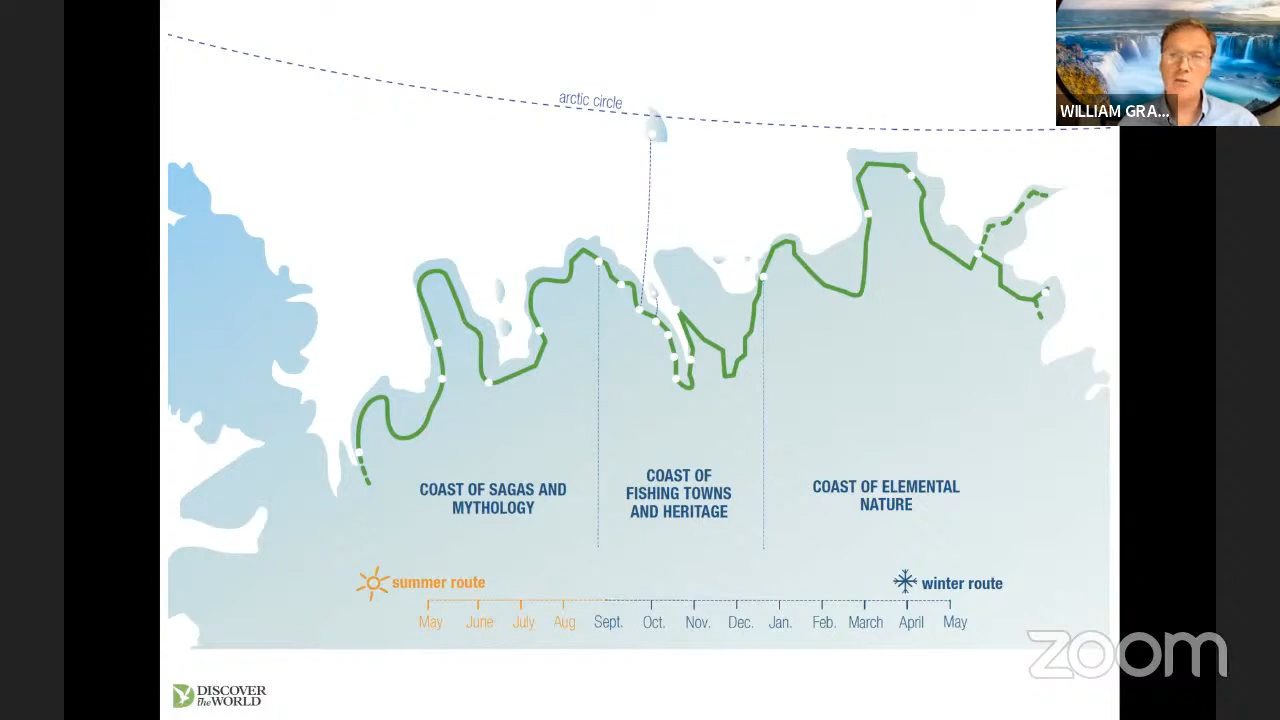 WILLIAM GRA...
arctic circle
COAST OF SAGAS AND
MYTHOLOGY
COAST OF
FISHING TOWNS
AND HERITAGE
COAST OF ELEMENTAL
NATURE
summer route
winter route
May June July Aug Sept. Oct. Nov. Dec. Jan. Feb. March April May
zoom
DISCOVER
the WORLD